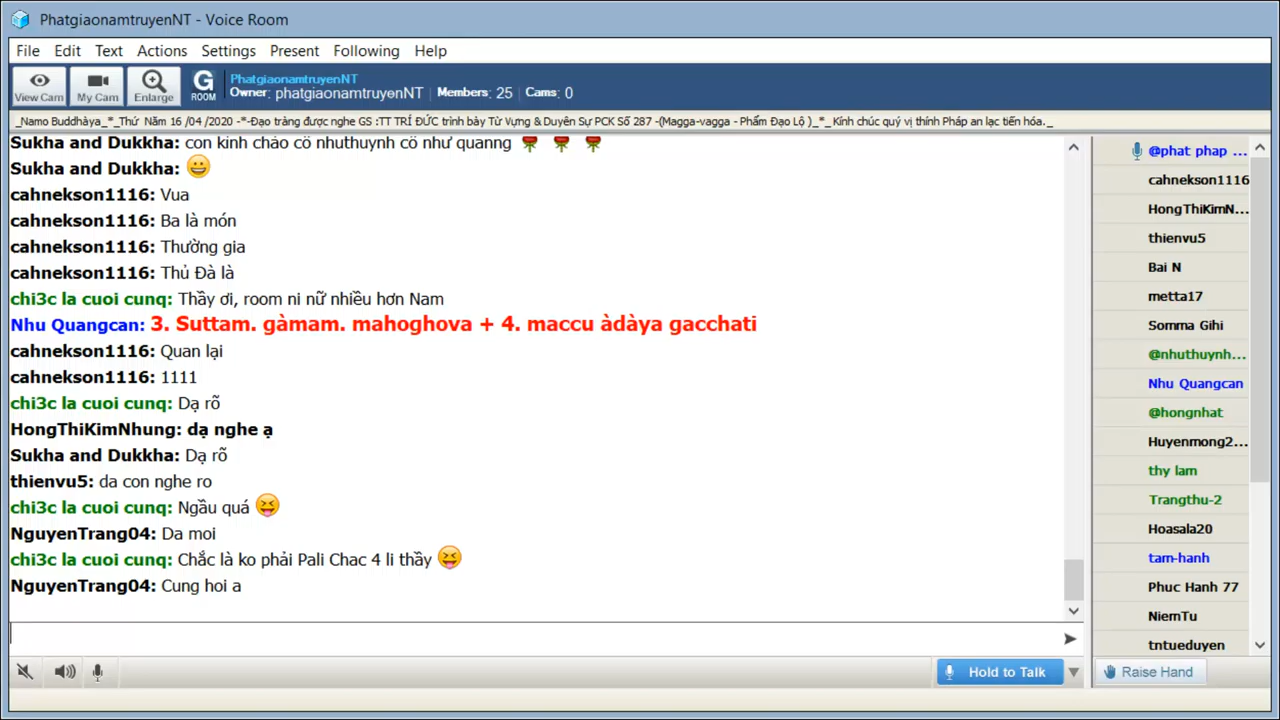 PhatgiaonamtruyenNT - Voice Room
File Edit Text Actions Settings Present Following Help
View Cam My Cam Enlarge G ROOM
PhatgiaonamtruyenNT
Owner: phatgiaonamtruyenNT Members: 25 Cams: 0
_Namo Buddhàya_*_Thứ Năm 16 /04 /2020 -*-Đạo tràng được nghe GS :TT TRÍ ĐỨC trình bày Từ Vựng & Duyên Sự PCK Số 287 -(Magga-vagga - Phẩm Đạo Lộ )_*_ Kính chúc quý vị thính Pháp an lạc tiến hóa._
Sukha and Dukkha: con kinh chào cô nhuthuynh cô như quanng
Sukha and Dukkha:
cahnekson1116: Vua
cahnekson1116: Ba là món
cahnekson1116: Thường gia
cahnekson1116: Thủ Đà là
chi3c la cuoi cunq: Thầy ơi, room ni nữ nhiều hơn Nam
Nhu Quangcan: 3. Suttam. gàmam. mahoghova + 4. maccu àdàya gacchati
cahnekson1116: Quan lại
cahnekson1116: 1111
chi3c la cuoi cunq: Dạ rõ
HongThiKimNhung: dạ nghe ạ
Sukha and Dukkha: Dạ rõ
thienvu5: da con nghe ro
chi3c la cuoi cunq: Ngầu quá
NguyenTrang04: Da moi
chi3c la cuoi cunq: Chắc là ko phải Pali Chac 4 li thầy
NguyenTrang04: Cung hoi a
@phat phap ...
cahnekson1116
HongThiKimN...
thienvu5
Bai N
metta17
Somma Gihi
@nhuthuynh...
Nhu Quangcan
@hongnhat
Huyenmong2...
thy lam
Trangthu-2
Hoasala20
tam-hanh
Phuc Hanh 77
NiemTu
tntueduyen
Hold to Talk
Raise Hand